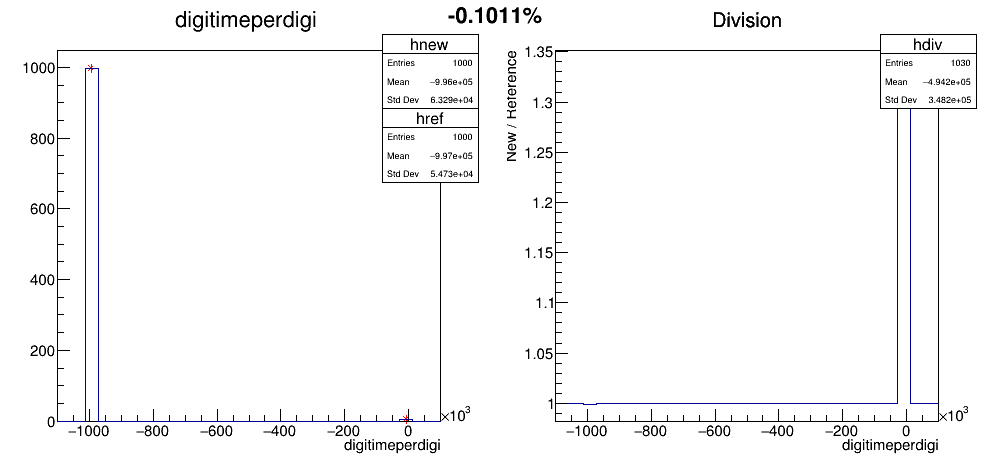 digitimeperdigi
-0.1011%
Division
hnew
Entries 1000
Mean −9.96e+05
Std Dev 6.329e+04
href
Entries 1000
Mean −9.97e+05
Std Dev 5.473e+04
1000
800
600
400
200
0
−1000 −800 −600 −400 −200 0
×10³
digitimeperdigi
hdiv
Entries 1030
Mean −4.942e+05
Std Dev 3.482e+05
New / Reference
1.35
1.3
1.25
1.2
1.15
1.1
1.05
1
−1000 −800 −600 −400 −200 0
×10³
digitimeperdigi